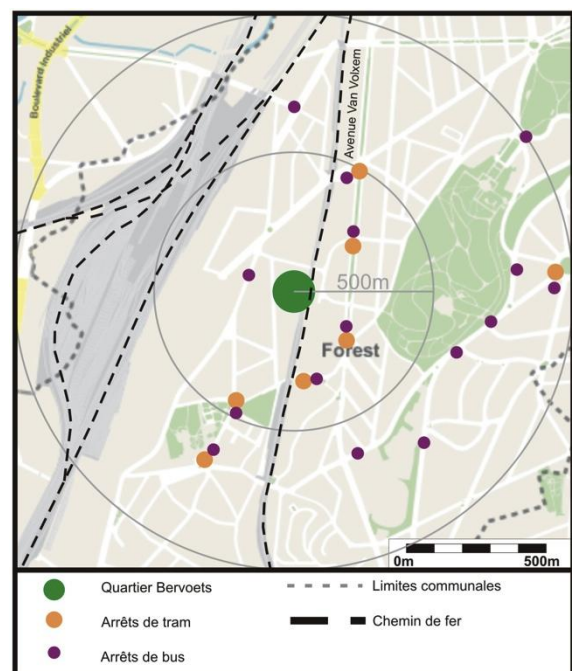 Boulevard Industriel
Avenue Van Volxem
500m
Forest
0m 500m
Quartier Bervoets
Limites communales
Arrêts de tram
Chemin de fer
Arrêts de bus